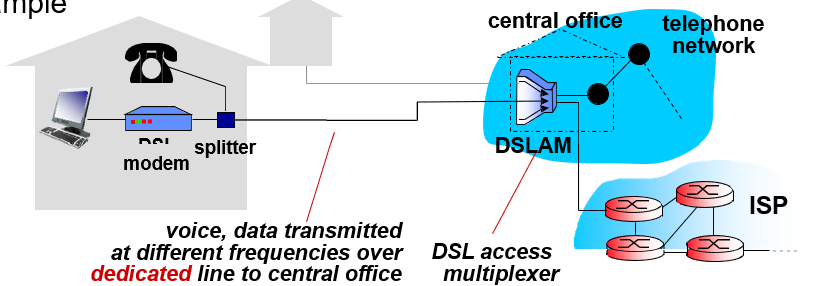 central office
telephone
network
DSLAM
splitter
modem
ISP
voice, data transmitted
at different frequencies over
dedicated line to central office
DSL access
multiplexer